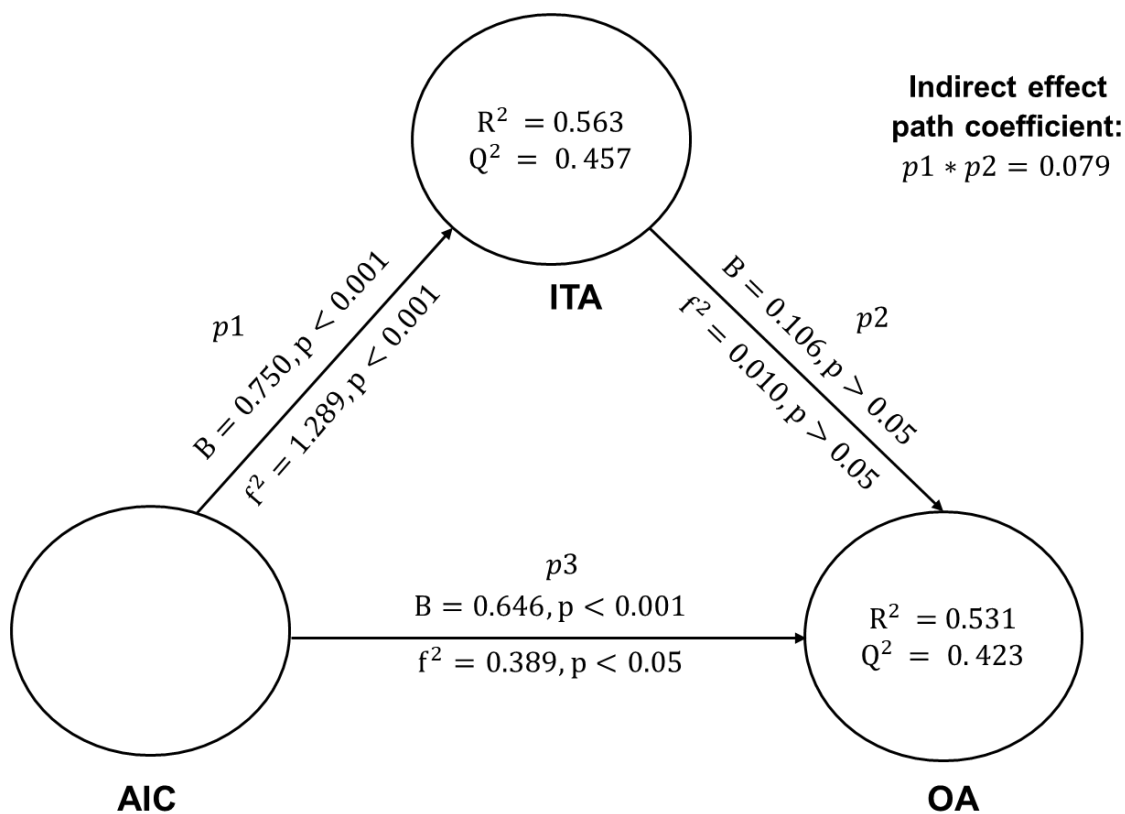 Indirect effect
path coefficient:
p1 ∗ p2 = 0.079
R² = 0.563
Q² = 0.457
ITA
p1
B = 0.750, p < 0.001
f² = 1.289, p < 0.001
p2
B = 0.106, p > 0.05
f² = 0.010, p > 0.05
p3
B = 0.646, p < 0.001
f² = 0.389, p < 0.05
R² = 0.531
Q² = 0.423
AIC
OA